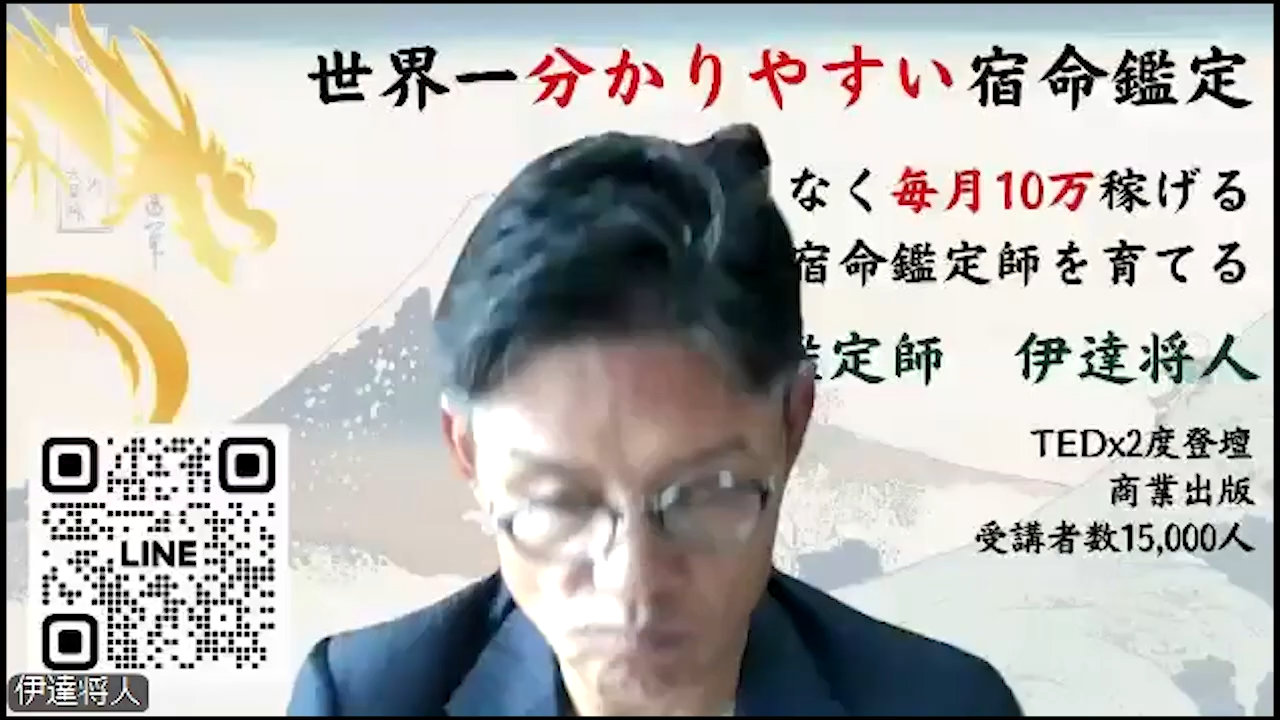 世界一分かりやすい宿命鑑定
なく毎月10万稼げる
宿命鑑定師を育てる
鑑定師 伊達将人
TEDx2度登壇
商業出版
受講者数15,000人
LINE
伊達将人